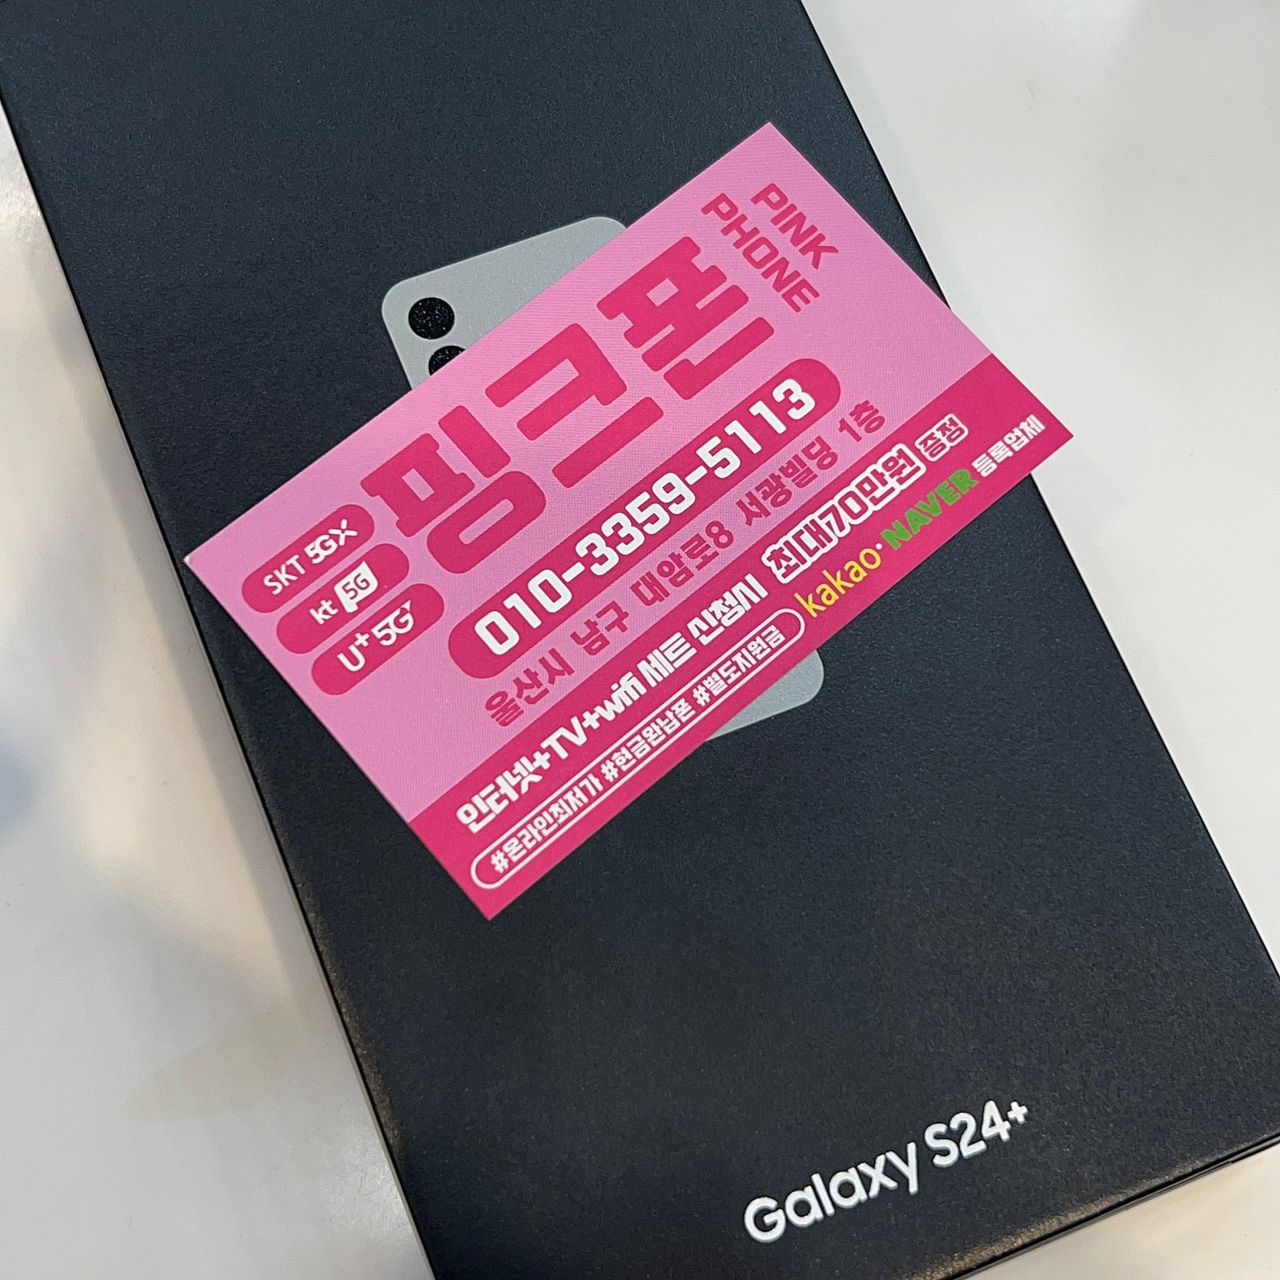 PINK
PHONE
핑크폰
SKT 5GX
kt 5G
U+ 5G
010-3359-5113
울산시 남구 대암로8 서광빌딩 1층
인터넷+TV+wifi 세트 신청시 최대70만원 증정
#온라인최저가 #현금완납폰 #별도지원금 kakao· NAVER 등록업체
Galaxy S24+